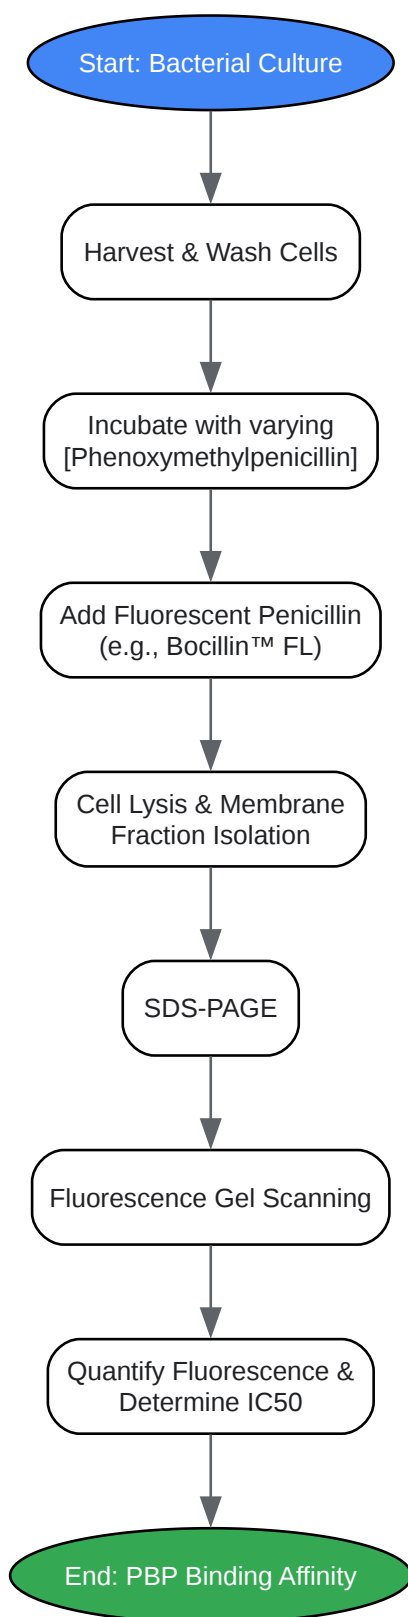 Start: Bacterial Culture
Harvest & Wash Cells
Incubate with varying
[Phenoxymethylpenicillin]
Add Fluorescent Penicillin
(e.g., Bocillin™ FL)
Cell Lysis & Membrane
Fraction Isolation
SDS-PAGE
Fluorescence Gel Scanning
Quantify Fluorescence &
Determine IC50
End: PBP Binding Affinity